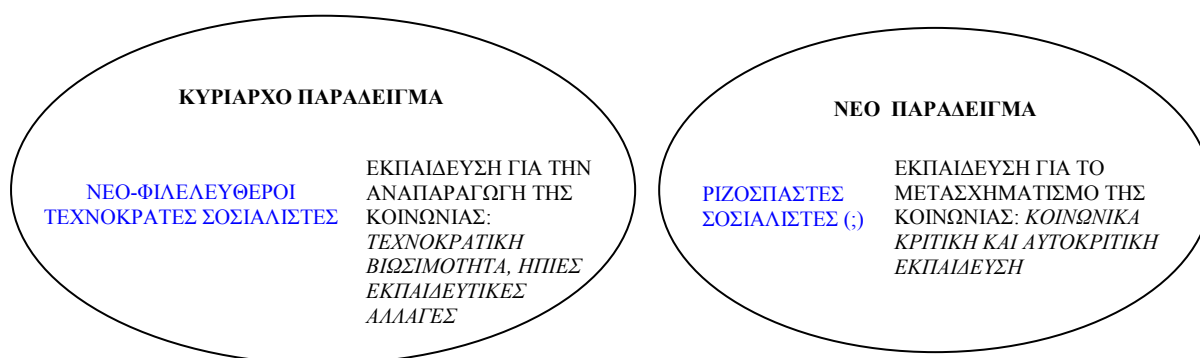 ΚΥΡΙΑΡΧΟ ΠΑΡΑΔΕΙΓΜΑ
ΝΕΟ-ΦΙΛΕΛΕΥΘΕΡΟΙ
ΤΕΧΝΟΚΡΑΤΕΣ ΣΟΣΙΑΛΙΣΤΕΣ
ΕΚΠΑΙΔΕΥΣΗ ΓΙΑ ΤΗΝ
ΑΝΑΠΑΡΑΓΩΓΗ ΤΗΣ
ΚΟΙΝΩΝΙΑΣ:
ΤΕΧΝΟΚΡΑΤΙΚΗ
ΒΙΩΣΙΜΟΤΗΤΑ, ΗΠΙΕΣ
ΕΚΠΑΙΔΕΥΤΙΚΕΣ
ΑΛΛΑΓΕΣ
ΝΕΟ ΠΑΡΑΔΕΙΓΜΑ
ΡΙΖΟΣΠΑΣΤΕΣ
ΣΟΣΙΑΛΙΣΤΕΣ (;)
ΕΚΠΑΙΔΕΥΣΗ ΓΙΑ ΤΟ
ΜΕΤΑΣΧΗΜΑΤΙΣΜΟ ΤΗΣ
ΚΟΙΝΩΝΙΑΣ: ΚΟΙΝΩΝΙΚΑ
ΚΡΙΤΙΚΗ ΚΑΙ ΑΥΤΟΚΡΙΤΙΚΗ
ΕΚΠΑΙΔΕΥΣΗ